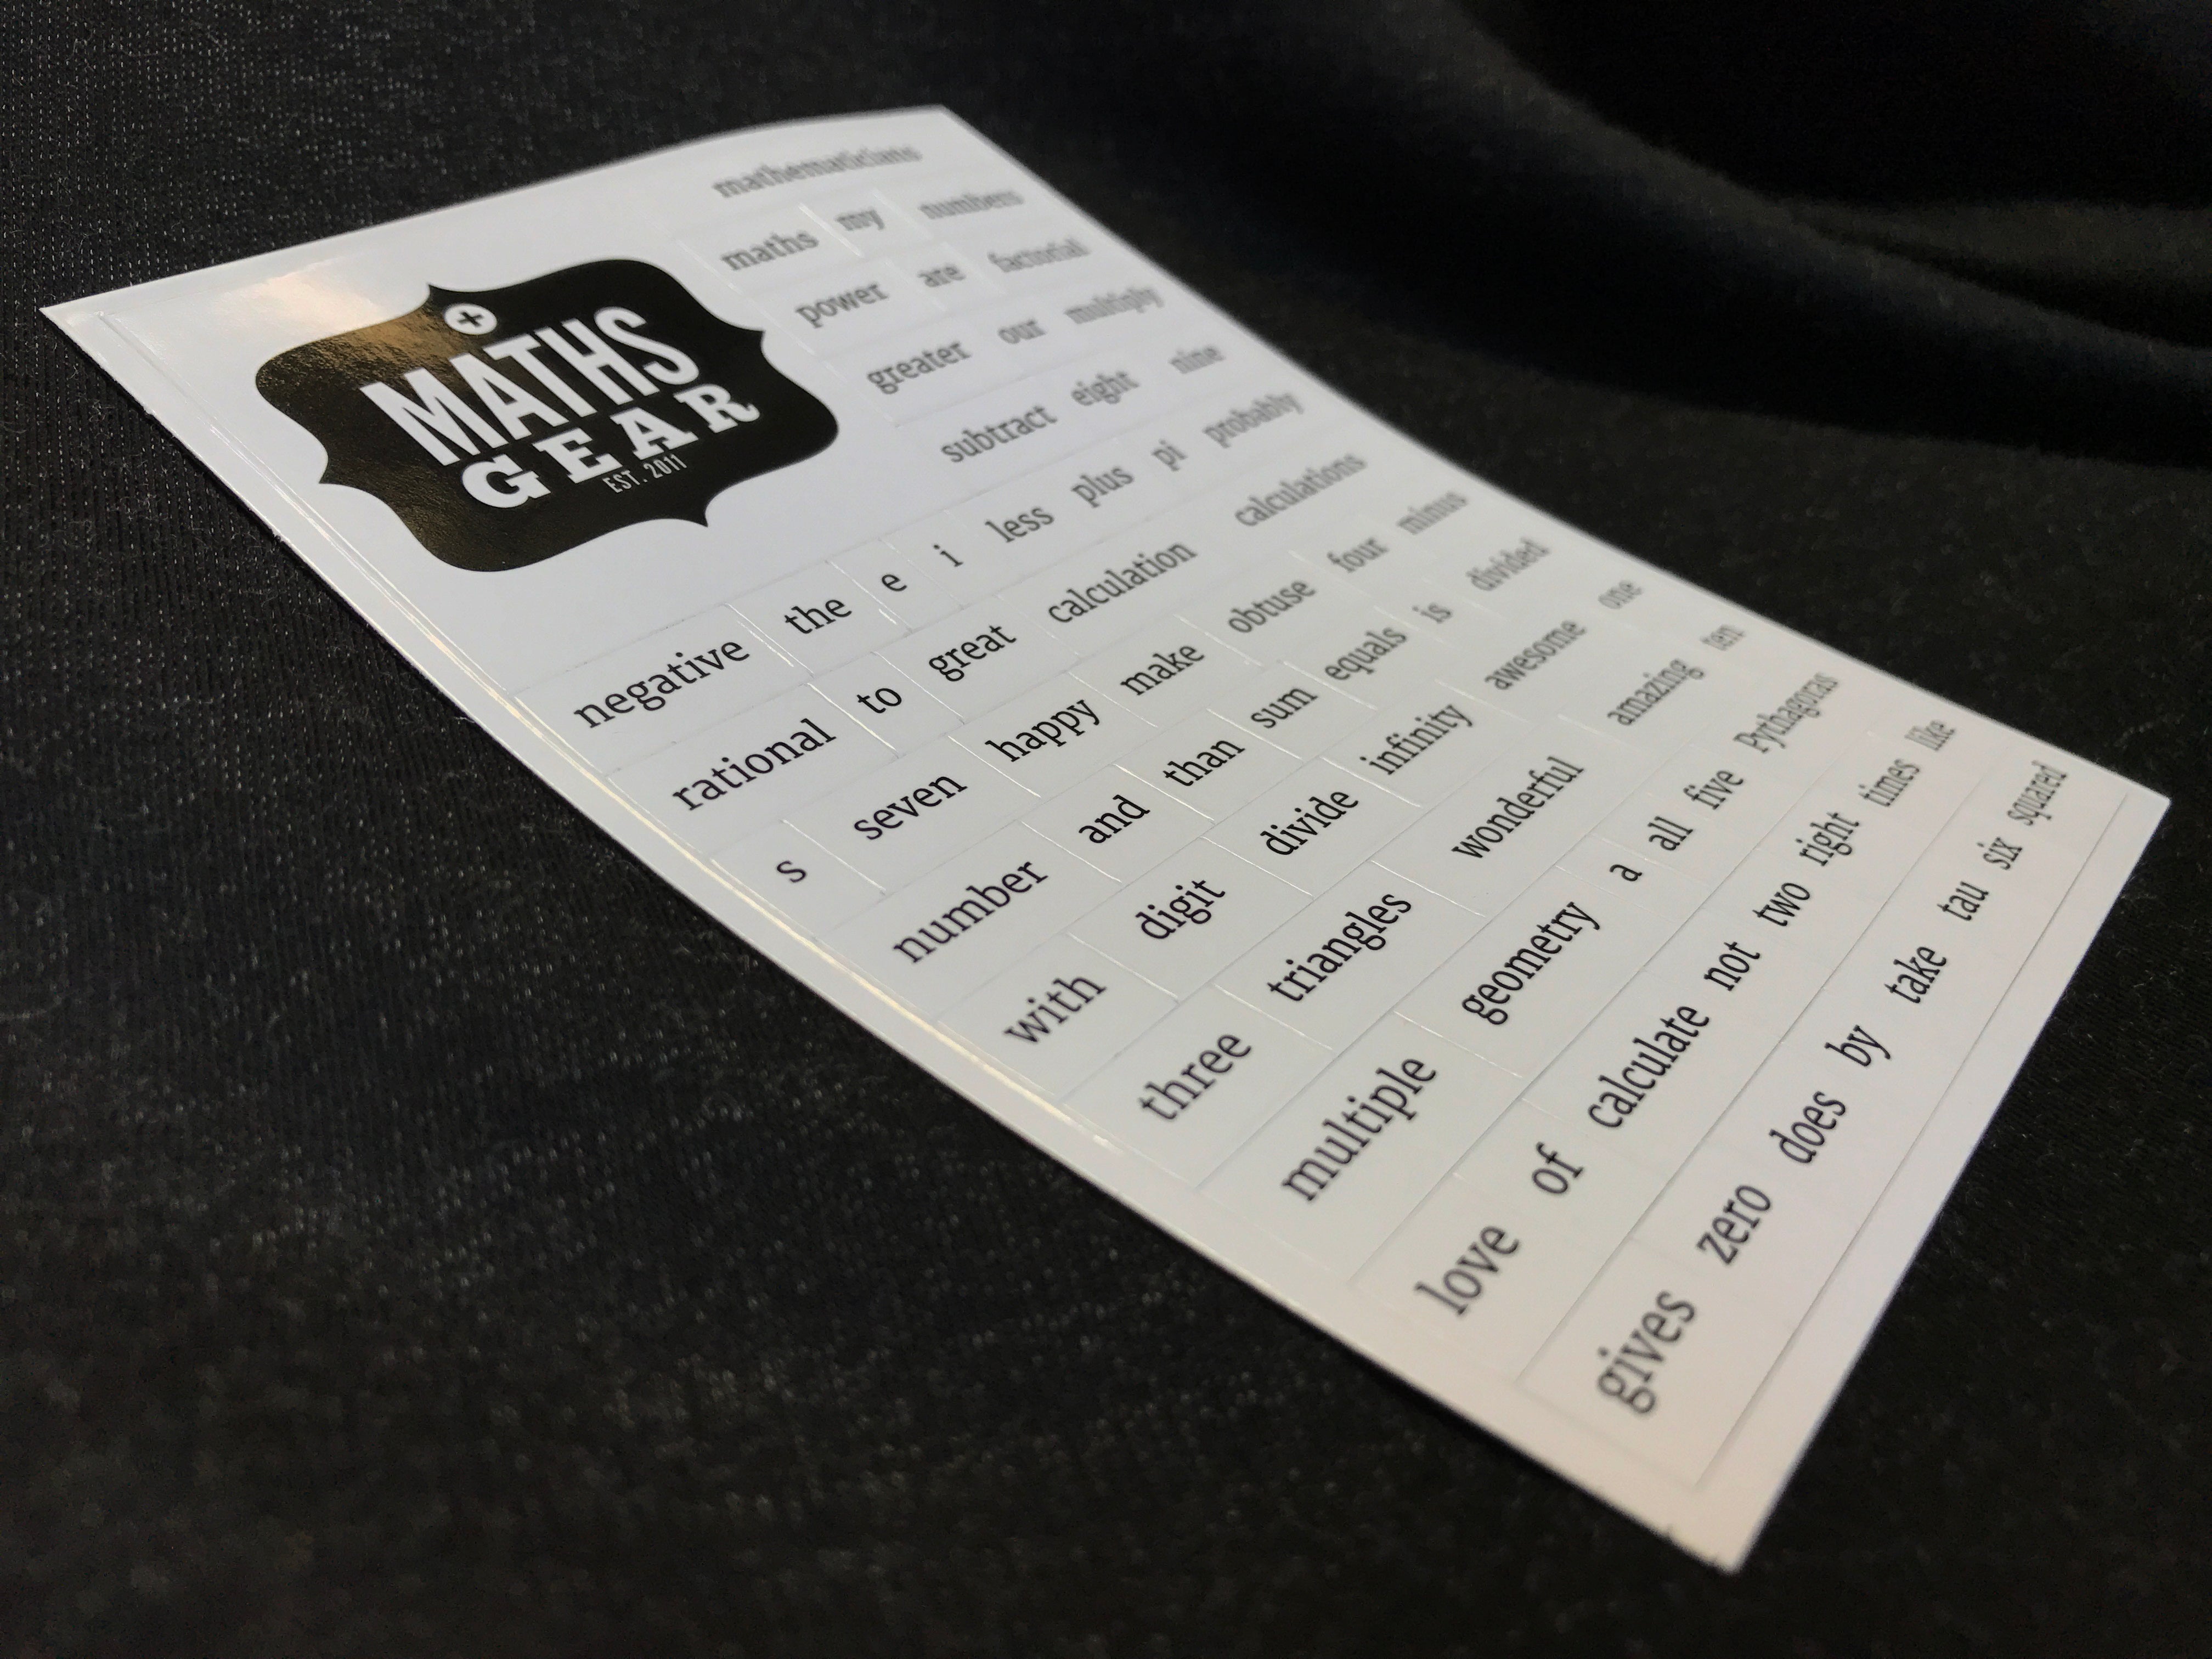 +
MATHS
GEAR
EST. 2011
mathematicians
maths my numbers
power are factorial
greater our multiply
subtract eight nine
negative the e i less plus pi probably
rational to great calculation calculations
s seven happy make obtuse four minus
number and than sum equals is divided
with digit divide infinity awesome one
three triangles wonderful amazing ten
multiple geometry a all five Pythagoras
love of calculate not two right times like
gives zero does by take tau six squared